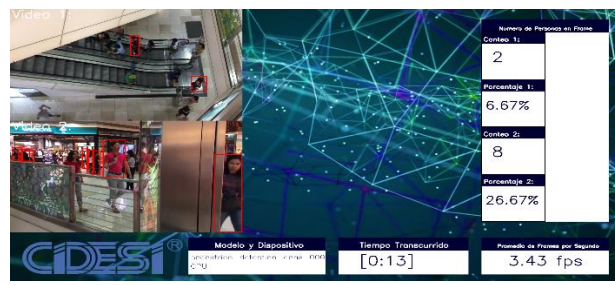 Video 1:
Numero de Personas en Frame
Conteo 1:
2
Porcentaje 1:
6.67%
Video 2:
Conteo 2:
8
Porcentaje 2:
26.67%
CIDESI®
Modelo y Dispositivo
CPU
Tiempo Transcurrido
[0:13]
Promedio de Frames por Segundo
3.43 fps